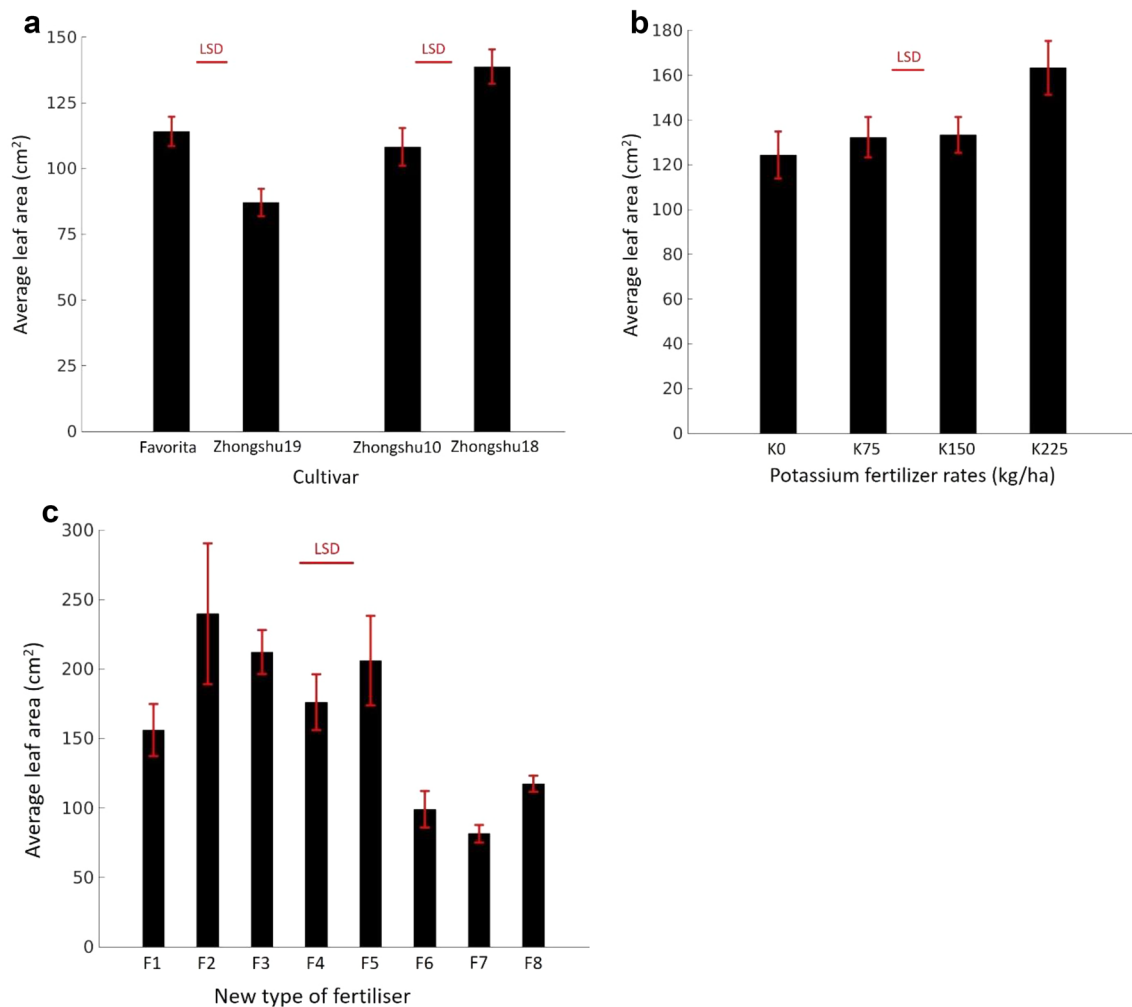 a
Average leaf area (cm²)
150
125
100
75
50
25
0
LSD
LSD
Favorita
Zhongshu19
Zhongshu10
Zhongshu18
Cultivar
b
Average leaf area (cm²)
180
160
140
120
100
80
60
40
20
0
LSD
K0
K75
K150
K225
Potassium fertilizer rates (kg/ha)
c
Average leaf area (cm²)
300
250
200
150
100
50
0
LSD
F1
F2
F3
F4
F5
F6
F7
F8
New type of fertiliser